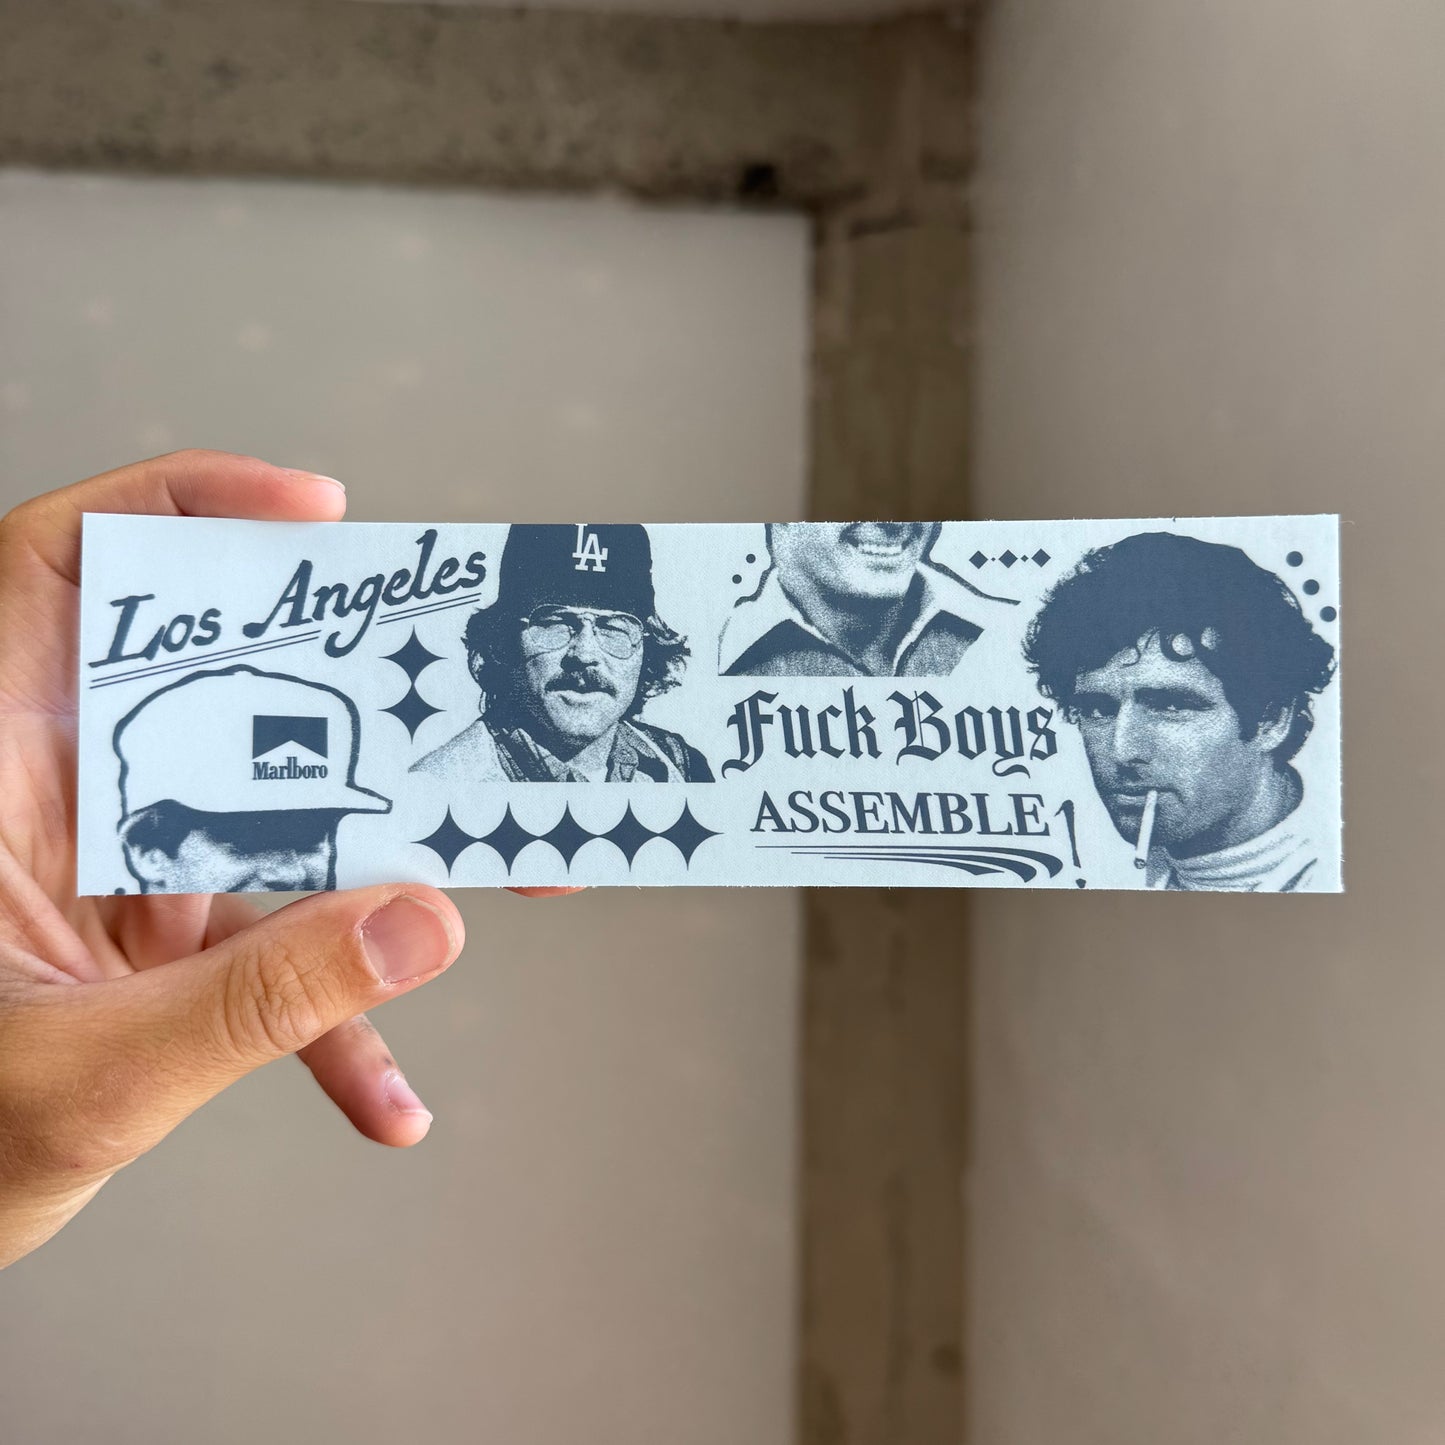 Los Angeles
LA
Marlboro
Fuck Boys
ASSEMBLE!